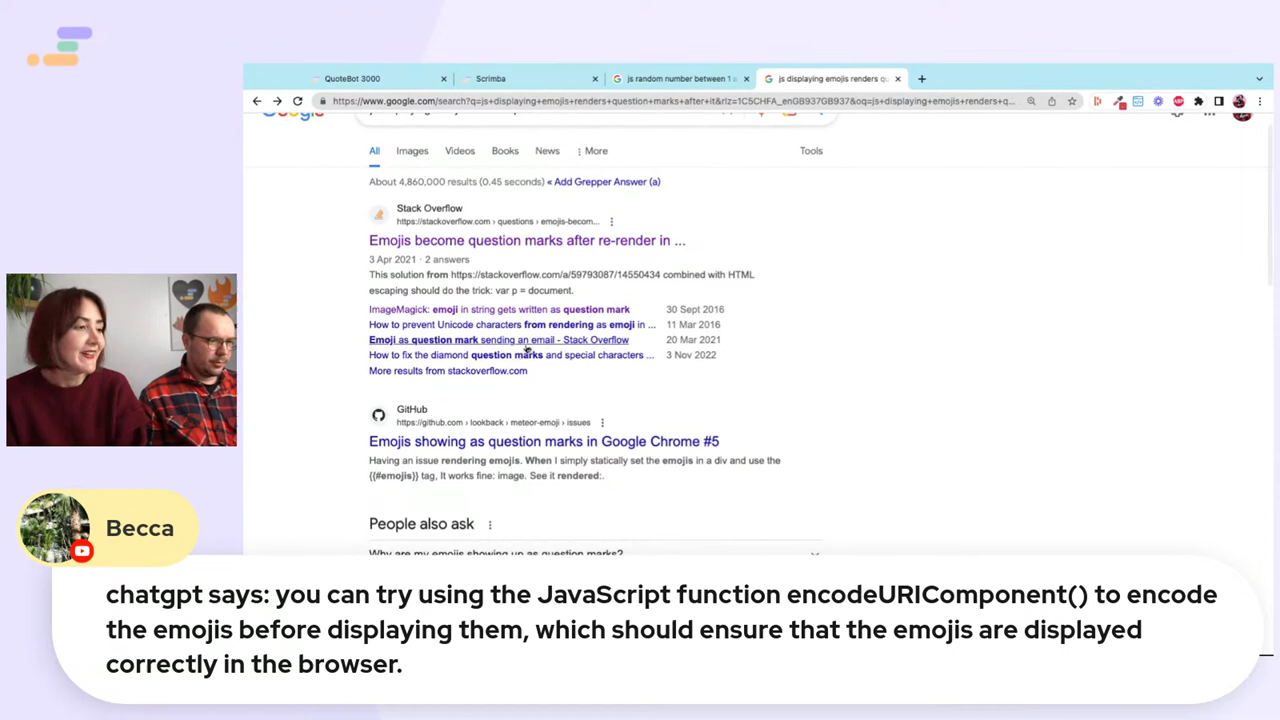 QuoteBot 3000
Scrimba
js random number between 1 a
js displaying emojis renders qu
https://www.google.com/search?q=js+displaying+emojis+renders+question+marks+after+it&rlz=1C5CHFA_enGB937GB937&oq=js+displaying+emojis+renders+q...
All
Images
Videos
Books
News
More
Tools
About 4,860,000 results (0.45 seconds) « Add Grepper Answer (a)
Stack Overflow
https://stackoverflow.com › questions › emojis-becom...
Emojis become question marks after re-render in ...
3 Apr 2021 · 2 answers
This solution from https://stackoverflow.com/a/59793087/14550434 combined with HTML
escaping should do the trick: var p = document.
ImageMagick: emoji in string gets written as question mark 30 Sept 2016
How to prevent Unicode characters from rendering as emoji in ... 11 Mar 2016
Emoji as question mark sending an email - Stack Overflow 20 Mar 2021
How to fix the diamond question marks and special characters ... 3 Nov 2022
More results from stackoverflow.com
GitHub
https://github.com › lookback › meteor-emoji › issues
Emojis showing as question marks in Google Chrome #5
Having an issue rendering emojis. When I simply statically set the emojis in a div and use the
{{#emojis}} tag, It works fine: image. See it rendered:.
People also ask
Why are my emojis showing up as question marks?
Becca
chatgpt says: you can try using the JavaScript function encodeURIComponent() to encode
the emojis before displaying them, which should ensure that the emojis are displayed
correctly in the browser.